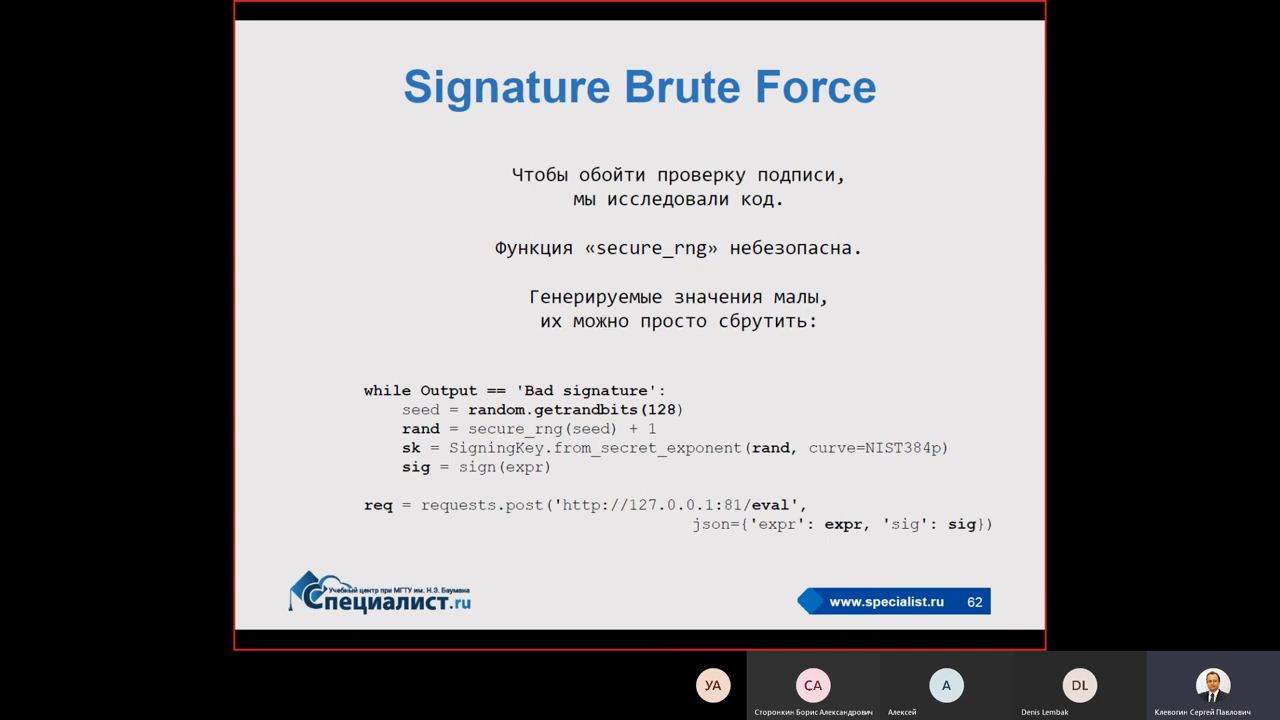 Signature Brute Force
Чтобы обойти проверку подписи,
мы исследовали код.
Функция «secure_rng» небезопасна.
Генерируемые значения малы,
их можно просто сбрутить:
while Output == 'Bad signature':
seed = random.getrandbits(128)
rand = secure_rng(seed) + 1
sk = SigningKey.from_secret_exponent(rand, curve=NIST384p)
sig = sign(expr)
req = requests.post('http://127.0.0.1:81/eval',
json={'expr': expr, 'sig': sig})
Учебный центр при МГТУ им. Н.Э. Баумана
Специалист.ru
www.specialist.ru 62
УА
СА
А
DL
Сторонкин Борис Александрович
Алексей
Denis Lembak
Клевогин Сергей Павлович